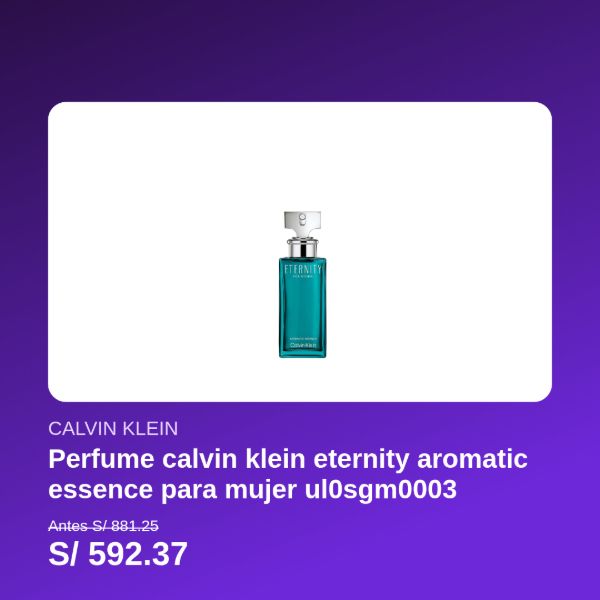 ETERNITY
Calvin Klein
CALVIN KLEIN
Perfume calvin klein eternity aromatic
essence para mujer ul0sgm0003
Antes S/ 881.25
S/ 592.37